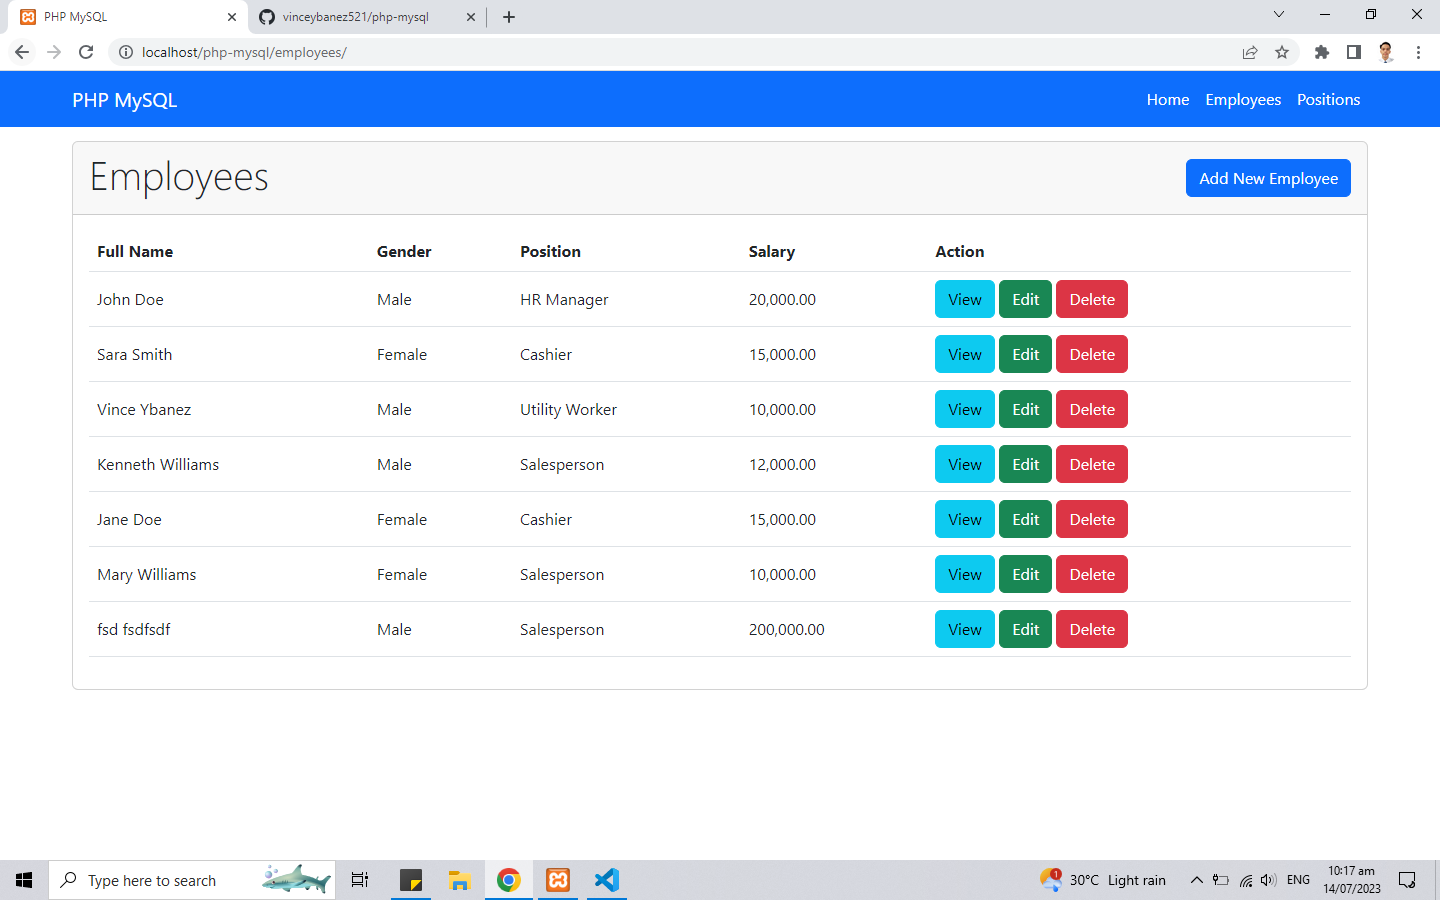 PHP MySQL
vinceybanez521/php-mysql
localhost/php-mysql/employees/
PHP MySQL Home Employees Positions
Employees Add New Employee
Full Name Gender Position Salary Action
John Doe Male HR Manager 20,000.00 View Edit Delete
Sara Smith Female Cashier 15,000.00 View Edit Delete
Vince Ybanez Male Utility Worker 10,000.00 View Edit Delete
Kenneth Williams Male Salesperson 12,000.00 View Edit Delete
Jane Doe Female Cashier 15,000.00 View Edit Delete
Mary Williams Female Salesperson 10,000.00 View Edit Delete
fsd fsdfsdf Male Salesperson 200,000.00 View Edit Delete
Type here to search
1
30°C Light rain
ENG
10:17 am
14/07/2023